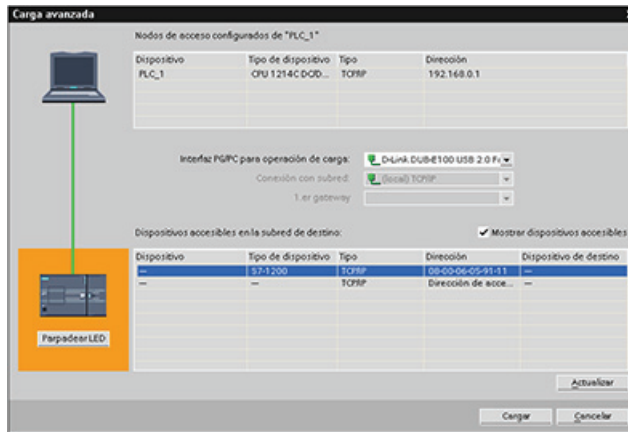 Carga avanzada
Nodos de acceso configurados de "PLC_1"
Dispositivo Tipo de dispositivo Tipo Dirección
PLC_1 CPU 1214C DC/D... TCP/IP 192.168.0.1
Interfaz PG/PC para operación de carga: D-Link DUB-E100 USB 2.0 Fa
Conexión con subred: (local) TCP/IP
1.er gateway
Dispositivos accesibles en la subred de destino: Mostrar dispositivos accesibles
Dispositivo Tipo de dispositivo Tipo Dirección Dispositivo de destino
— S7-1200 TCP/IP 08-00-06-05-91-11 —
— — TCP/IP Dirección de acce... —
Parpadear LED
Actualizar
Cargar Cancelar